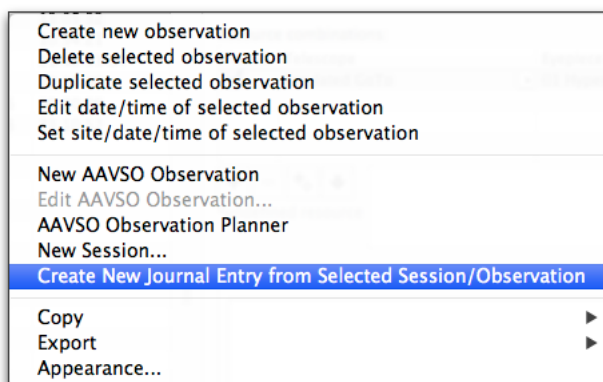 Create new observation
Delete selected observation
Duplicate selected observation
Edit date/time of selected observation
Set site/date/time of selected observation
New AAVSO Observation
Edit AAVSO Observation...
AAVSO Observation Planner
New Session...
Create New Journal Entry from Selected Session/Observation
Copy
Export
Appearance...